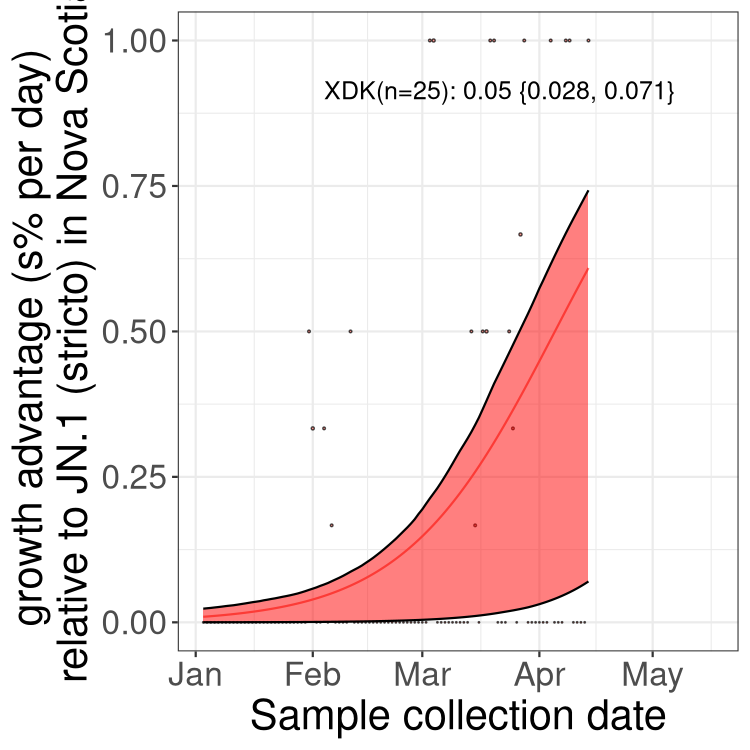 growth advantage (s% per day)
relative to JN.1 (stricto) in Nova Scotia
1.00
0.75
0.50
0.25
0.00
XDK(n=25): 0.05 {0.028, 0.071}
Jan Feb Mar Apr May
Sample collection date